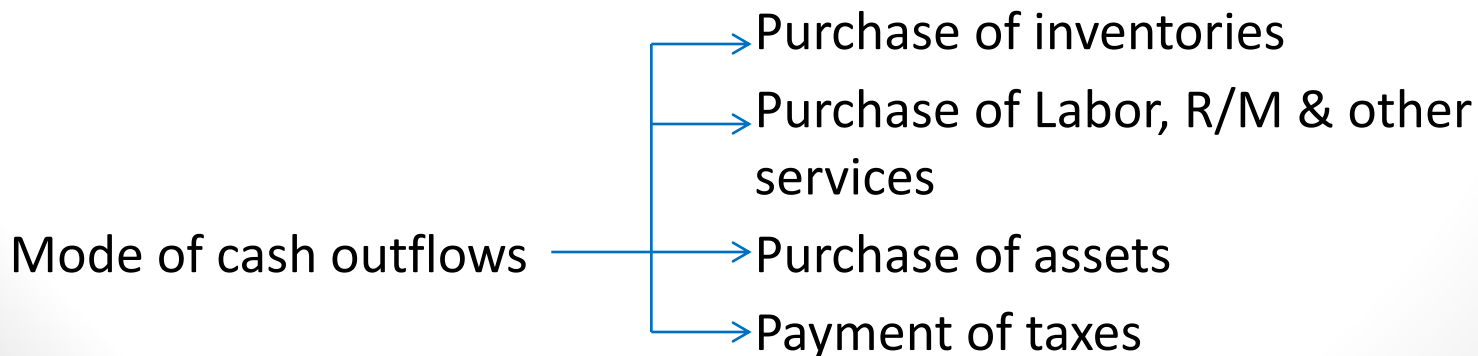 Purchase of inventories
Purchase of Labor, R/M & other
services
Mode of cash outflows
Purchase of assets
Payment of taxes